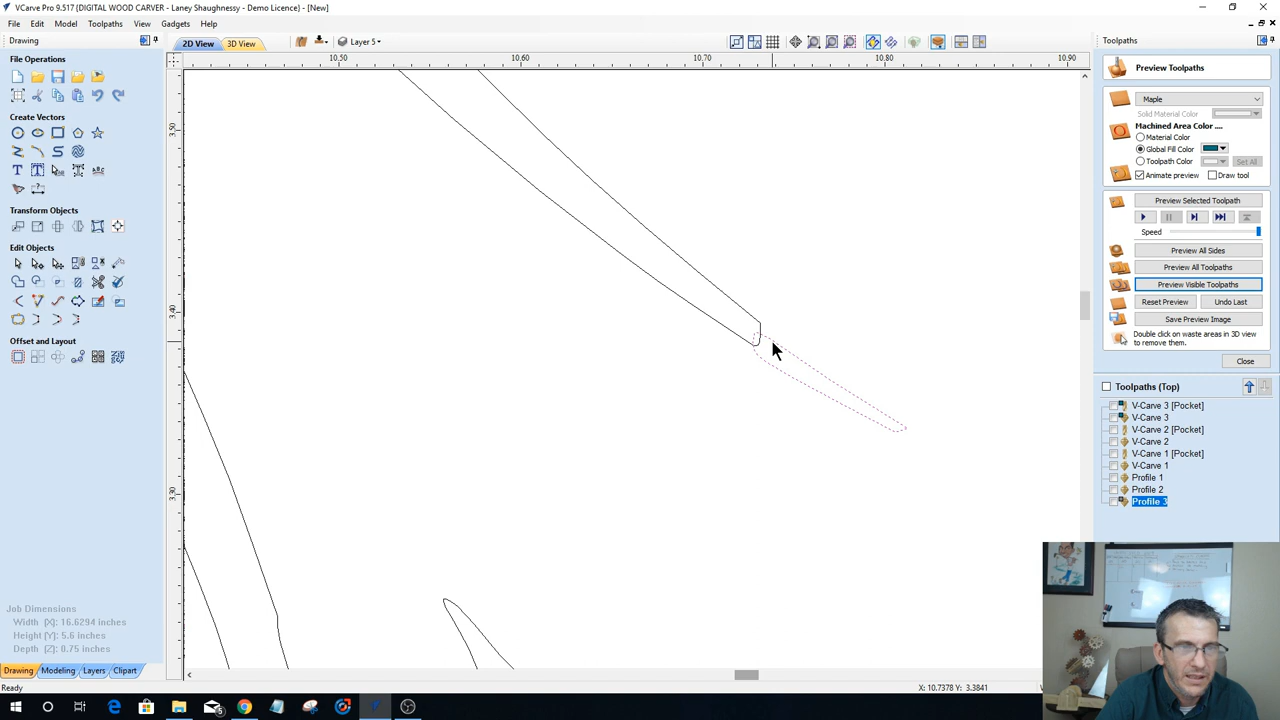 VCarve Pro 9.517 {DIGITAL WOOD CARVER - Laney Shaughnessy - Demo Licence} - [New]
File Edit Model Toolpaths View Gadgets Help
Drawing
2D View
3D View
Layer 5
Toolpaths
File Operations
Create Vectors
Transform Objects
Edit Objects
Offset and Layout
10.50 10.60 10.70 10.80 10.90
3.50
3.40
3.30
Preview Toolpaths
Maple
Solid Material Color
Machined Area Color ....
Material Color
Global Fill Color
Toolpath Color
Set All
Animate preview
Draw tool
Preview Selected Toolpath
Speed
Preview All Sides
Preview All Toolpaths
Preview Visible Toolpaths
Reset Preview
Undo Last
Save Preview Image
Double click on waste areas in 3D view
to remove them.
Close
Toolpaths (Top)
V-Carve 3 [Pocket]
V-Carve 3
V-Carve 2 [Pocket]
V-Carve 2
V-Carve 1 [Pocket]
V-Carve 1
Profile 1
Profile 2
Profile 3
Job Dimensions
Width (X): 16.6294 inches
Height (Y): 5.6 inches
Depth (Z): 0.75 inches
Drawing Modeling Layers Clipart
Ready
X: 10.7378 Y: 3.3841